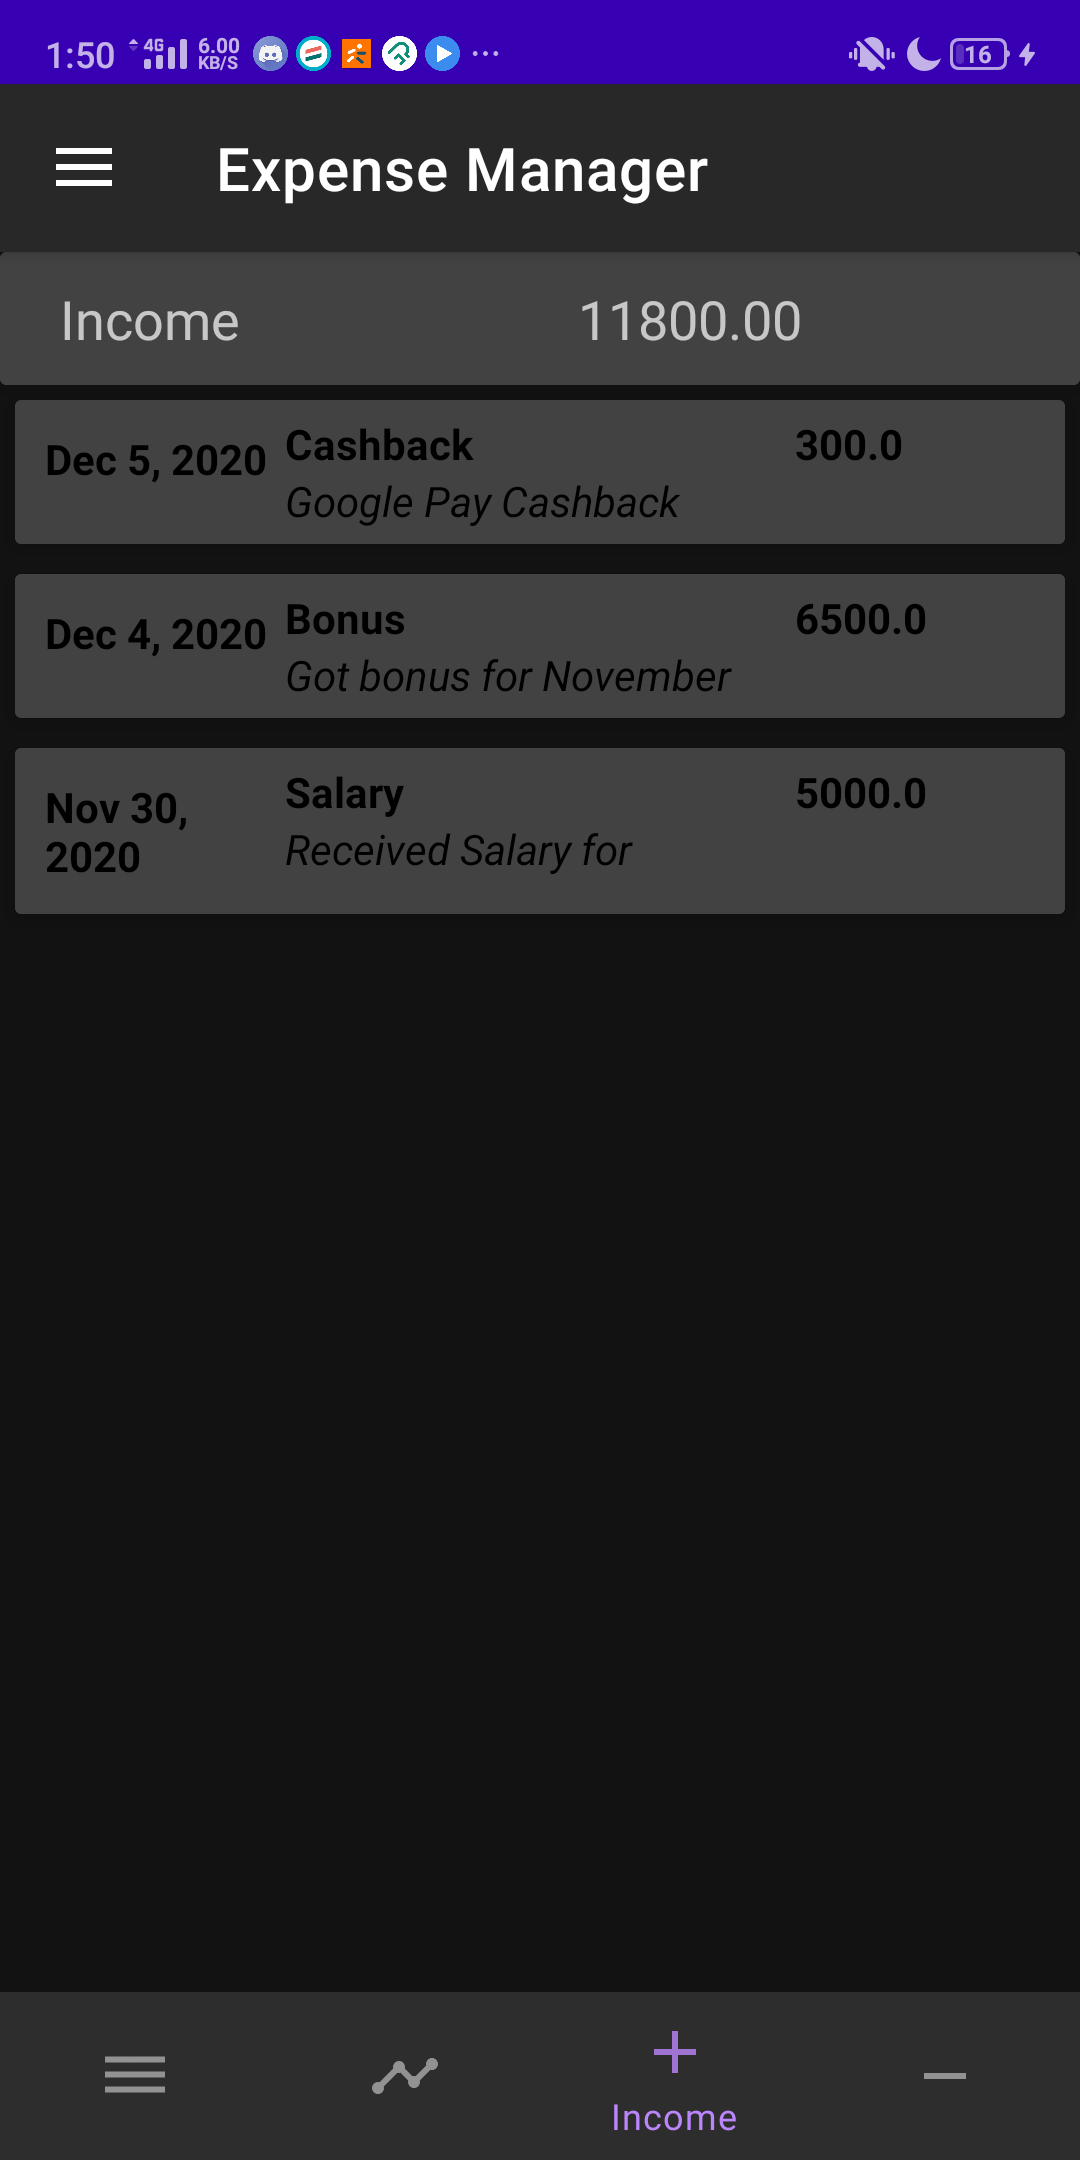 1:50 4G 6.00 KB/S 16
Expense Manager
Income 11800.00
Dec 5, 2020 Cashback 300.0
Google Pay Cashback
Dec 4, 2020 Bonus 6500.0
Got bonus for November
Nov 30, 2020 Salary 5000.0
Received Salary for
Income